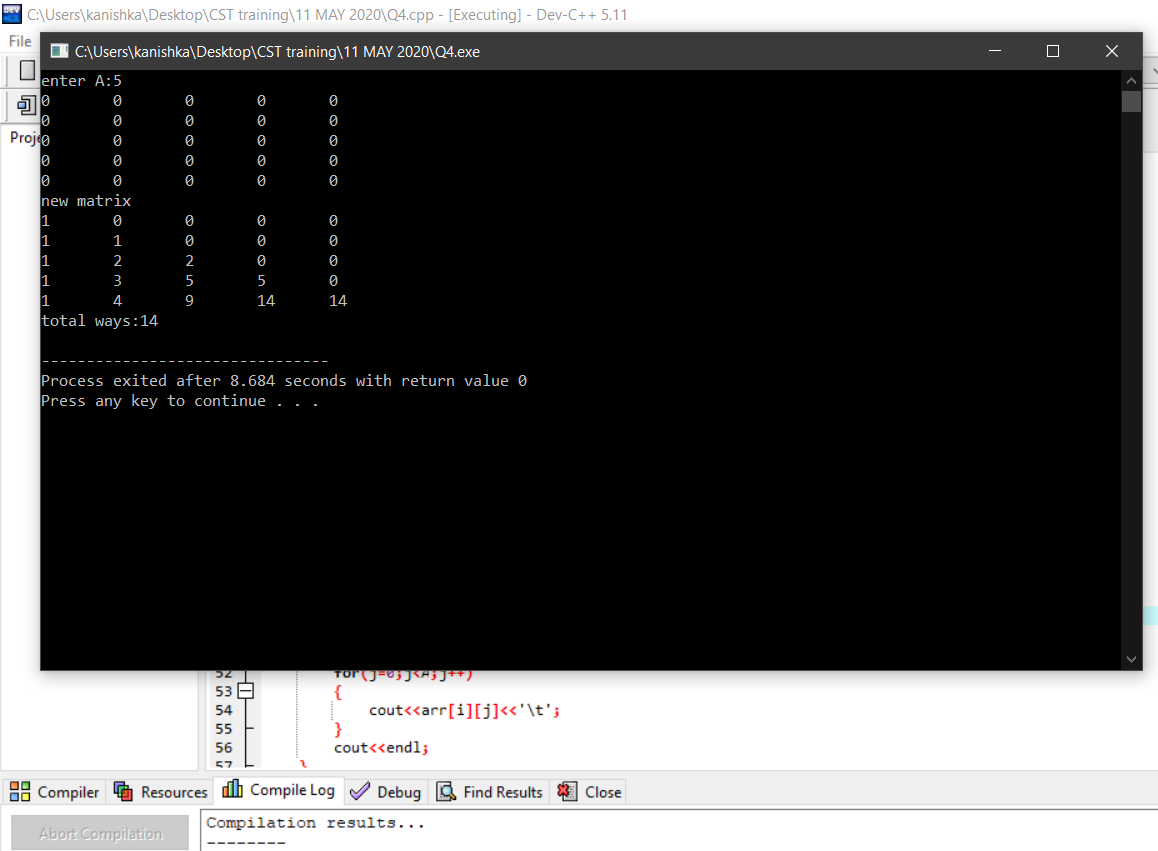 C:\Users\kanishka\Desktop\CST training\11 MAY 2020\Q4.cpp - [Executing] - Dev-C++ 5.11
File
C:\Users\kanishka\Desktop\CST training\11 MAY 2020\Q4.exe
enter A:5
0 0 0 0 0
0 0 0 0 0
0 0 0 0 0
0 0 0 0 0
0 0 0 0 0
new matrix
1 0 0 0 0
1 1 0 0 0
1 2 2 0 0
1 3 5 5 0
1 4 9 14 14
total ways:14
--------------------------------
Process exited after 8.684 seconds with return value 0
Press any key to continue . . .
Proje
52 for(j=0;j<A;j++)
53 {
54 cout<<arr[i][j]<<'\t';
55 }
56 cout<<endl;
57 }
Compiler Resources Compile Log Debug Find Results Close
Abort Compilation
Compilation results...
--------